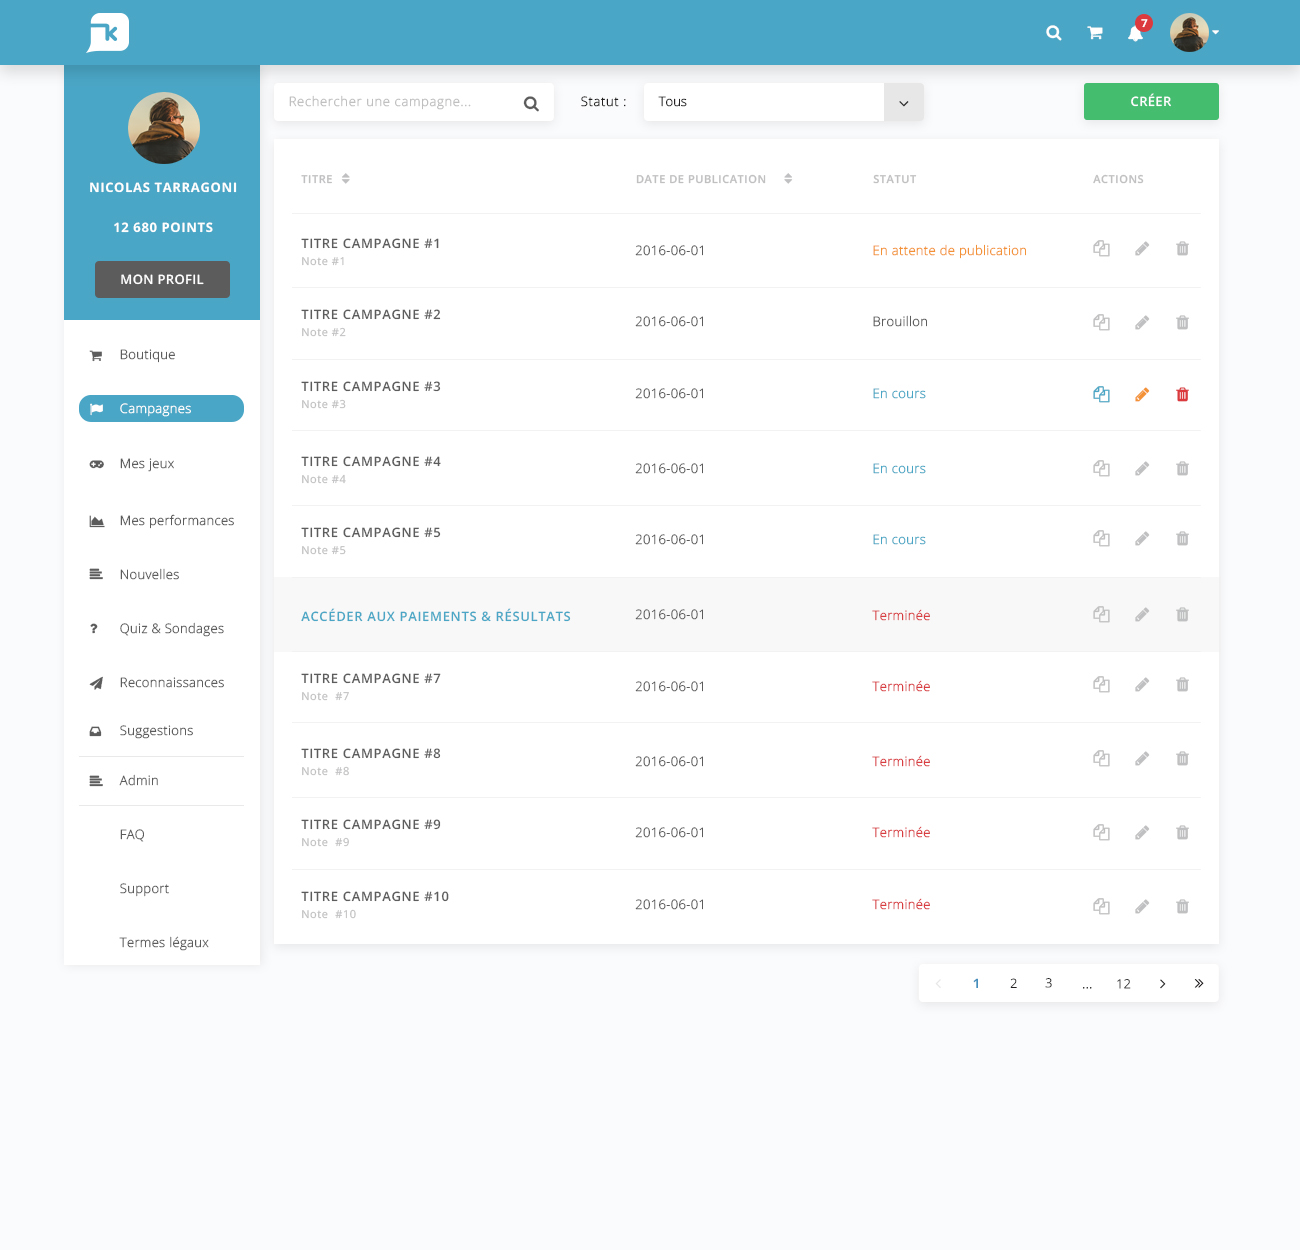 k
7
NICOLAS TARRAGONI
12 680 POINTS
MON PROFIL
Boutique
Campagnes
Mes jeux
Mes performances
Nouvelles
? Quiz & Sondages
Reconnaissances
Suggestions
Admin
FAQ
Support
Termes légaux
Rechercher une campagne... Statut : Tous CRÉER
TITRE DATE DE PUBLICATION STATUT ACTIONS
TITRE CAMPAGNE #1
Note #1
2016-06-01 En attente de publication
TITRE CAMPAGNE #2
Note #2
2016-06-01 Brouillon
TITRE CAMPAGNE #3
Note #3
2016-06-01 En cours
TITRE CAMPAGNE #4
Note #4
2016-06-01 En cours
TITRE CAMPAGNE #5
Note #5
2016-06-01 En cours
ACCÉDER AUX PAIEMENTS & RÉSULTATS 2016-06-01 Terminée
TITRE CAMPAGNE #7
Note #7
2016-06-01 Terminée
TITRE CAMPAGNE #8
Note #8
2016-06-01 Terminée
TITRE CAMPAGNE #9
Note #9
2016-06-01 Terminée
TITRE CAMPAGNE #10
Note #10
2016-06-01 Terminée
‹ 1 2 3 ... 12 › »